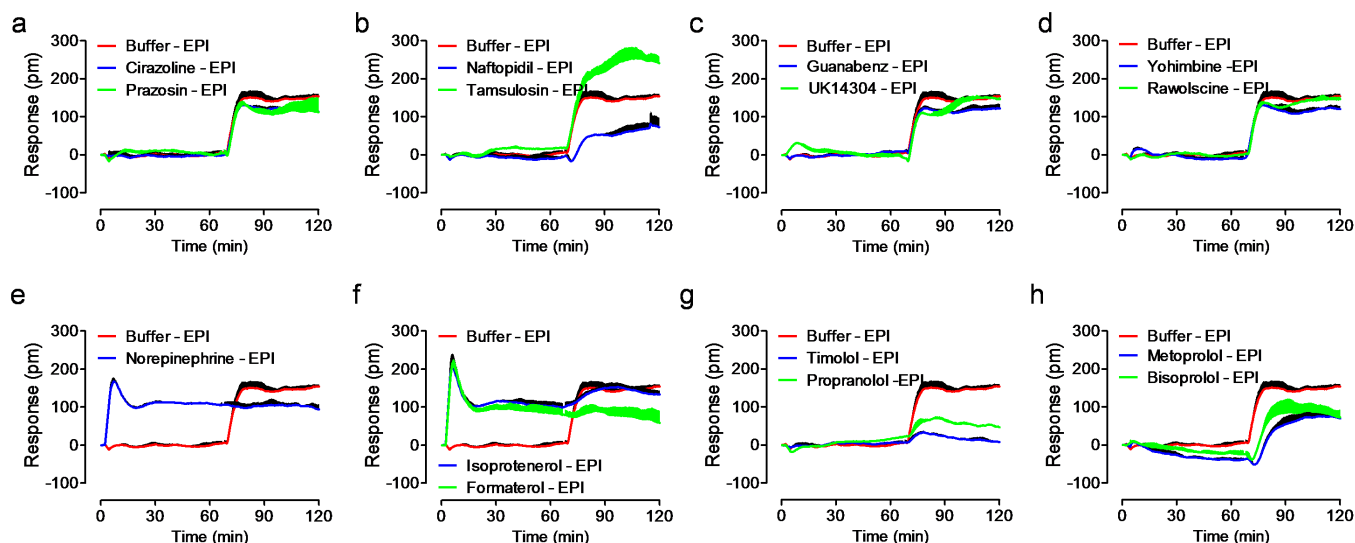 a
Buffer - EPI
Cirazoline - EPI
Prazosin - EPI
Response (pm)
300
200
100
0
-100
0 30 60 90 120
Time (min)
b
Buffer - EPI
Naftopidil - EPI
Tamsulosin - EPI
Response (pm)
300
200
100
0
-100
0 30 60 90 120
Time (min)
c
Buffer - EPI
Guanabenz - EPI
UK14304 - EPI
Response (pm)
300
200
100
0
-100
0 30 60 90 120
Time (min)
d
Buffer - EPI
Yohimbine -EPI
Rawolscine - EPI
Response (pm)
300
200
100
0
-100
0 30 60 90 120
Time (min)
e
Buffer - EPI
Norepinephrine - EPI
Response (pm)
300
200
100
0
-100
0 30 60 90 120
Time (min)
f
Buffer - EPI
Response (pm)
300
200
100
0
-100
Isoprotenerol - EPI
Formaterol - EPI
0 30 60 90 120
Time (min)
g
Buffer - EPI
Timolol - EPI
Propranolol -EPI
Response (pm)
300
200
100
0
-100
0 30 60 90 120
Time (min)
h
Buffer - EPI
Metoprolol - EPI
Bisoprolol - EPI
Response (pm)
300
200
100
0
-100
0 30 60 90 120
Time (min)